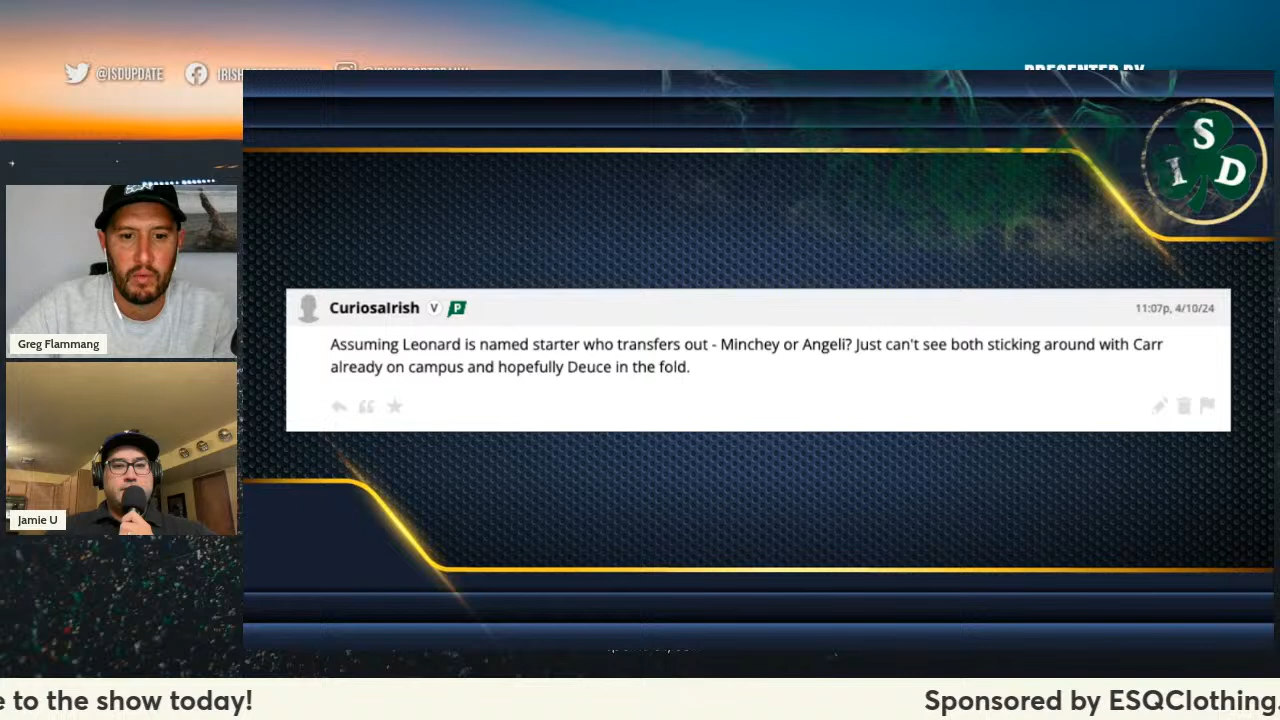 @ISDUPDATE
PRESENTED BY
I S D
CuriosaIrish V P
11:07p, 4/10/24
Assuming Leonard is named starter who transfers out - Minchey or Angeli? Just can't see both sticking around with Carr
already on campus and hopefully Deuce in the fold.
Greg Flammang
Jamie U
e to the show today!
Sponsored by ESQClothing.